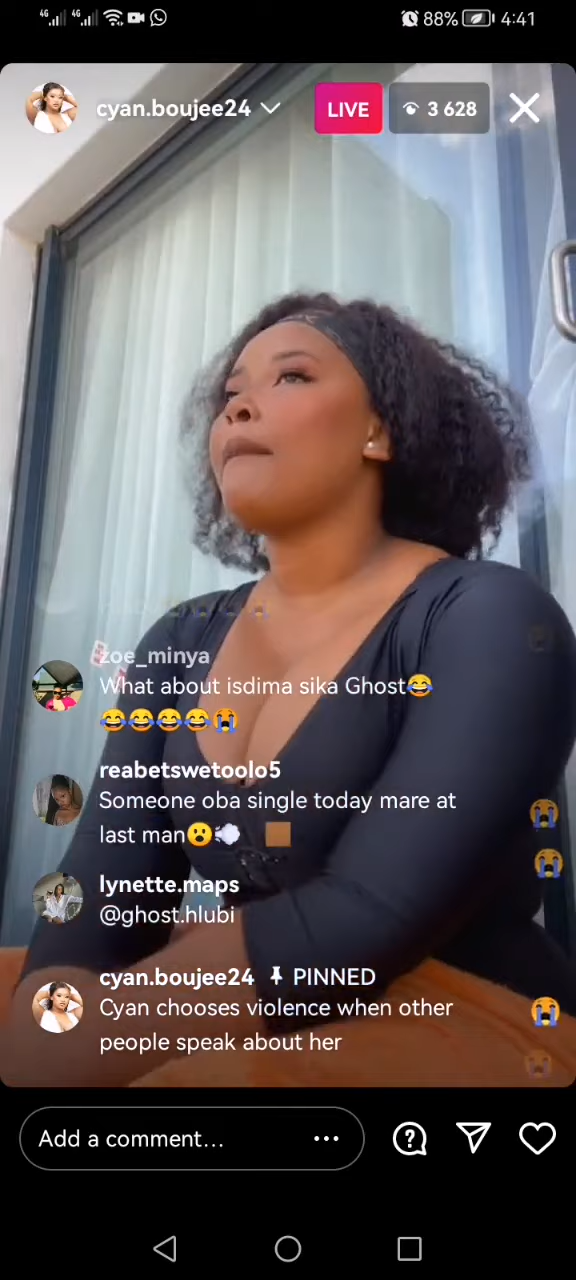 4G 4G 88% 4:41
cyan.boujee24 LIVE 3 628
zoe_minya
What about isdima sika Ghost😂
😂😂😂😂😭
reabetswetoolo5
Someone oba single today mare at
last man😮💨 🟫
lynette.maps
@ghost.hlubi
cyan.boujee24 PINNED
Cyan chooses violence when other
people speak about her
Add a comment...